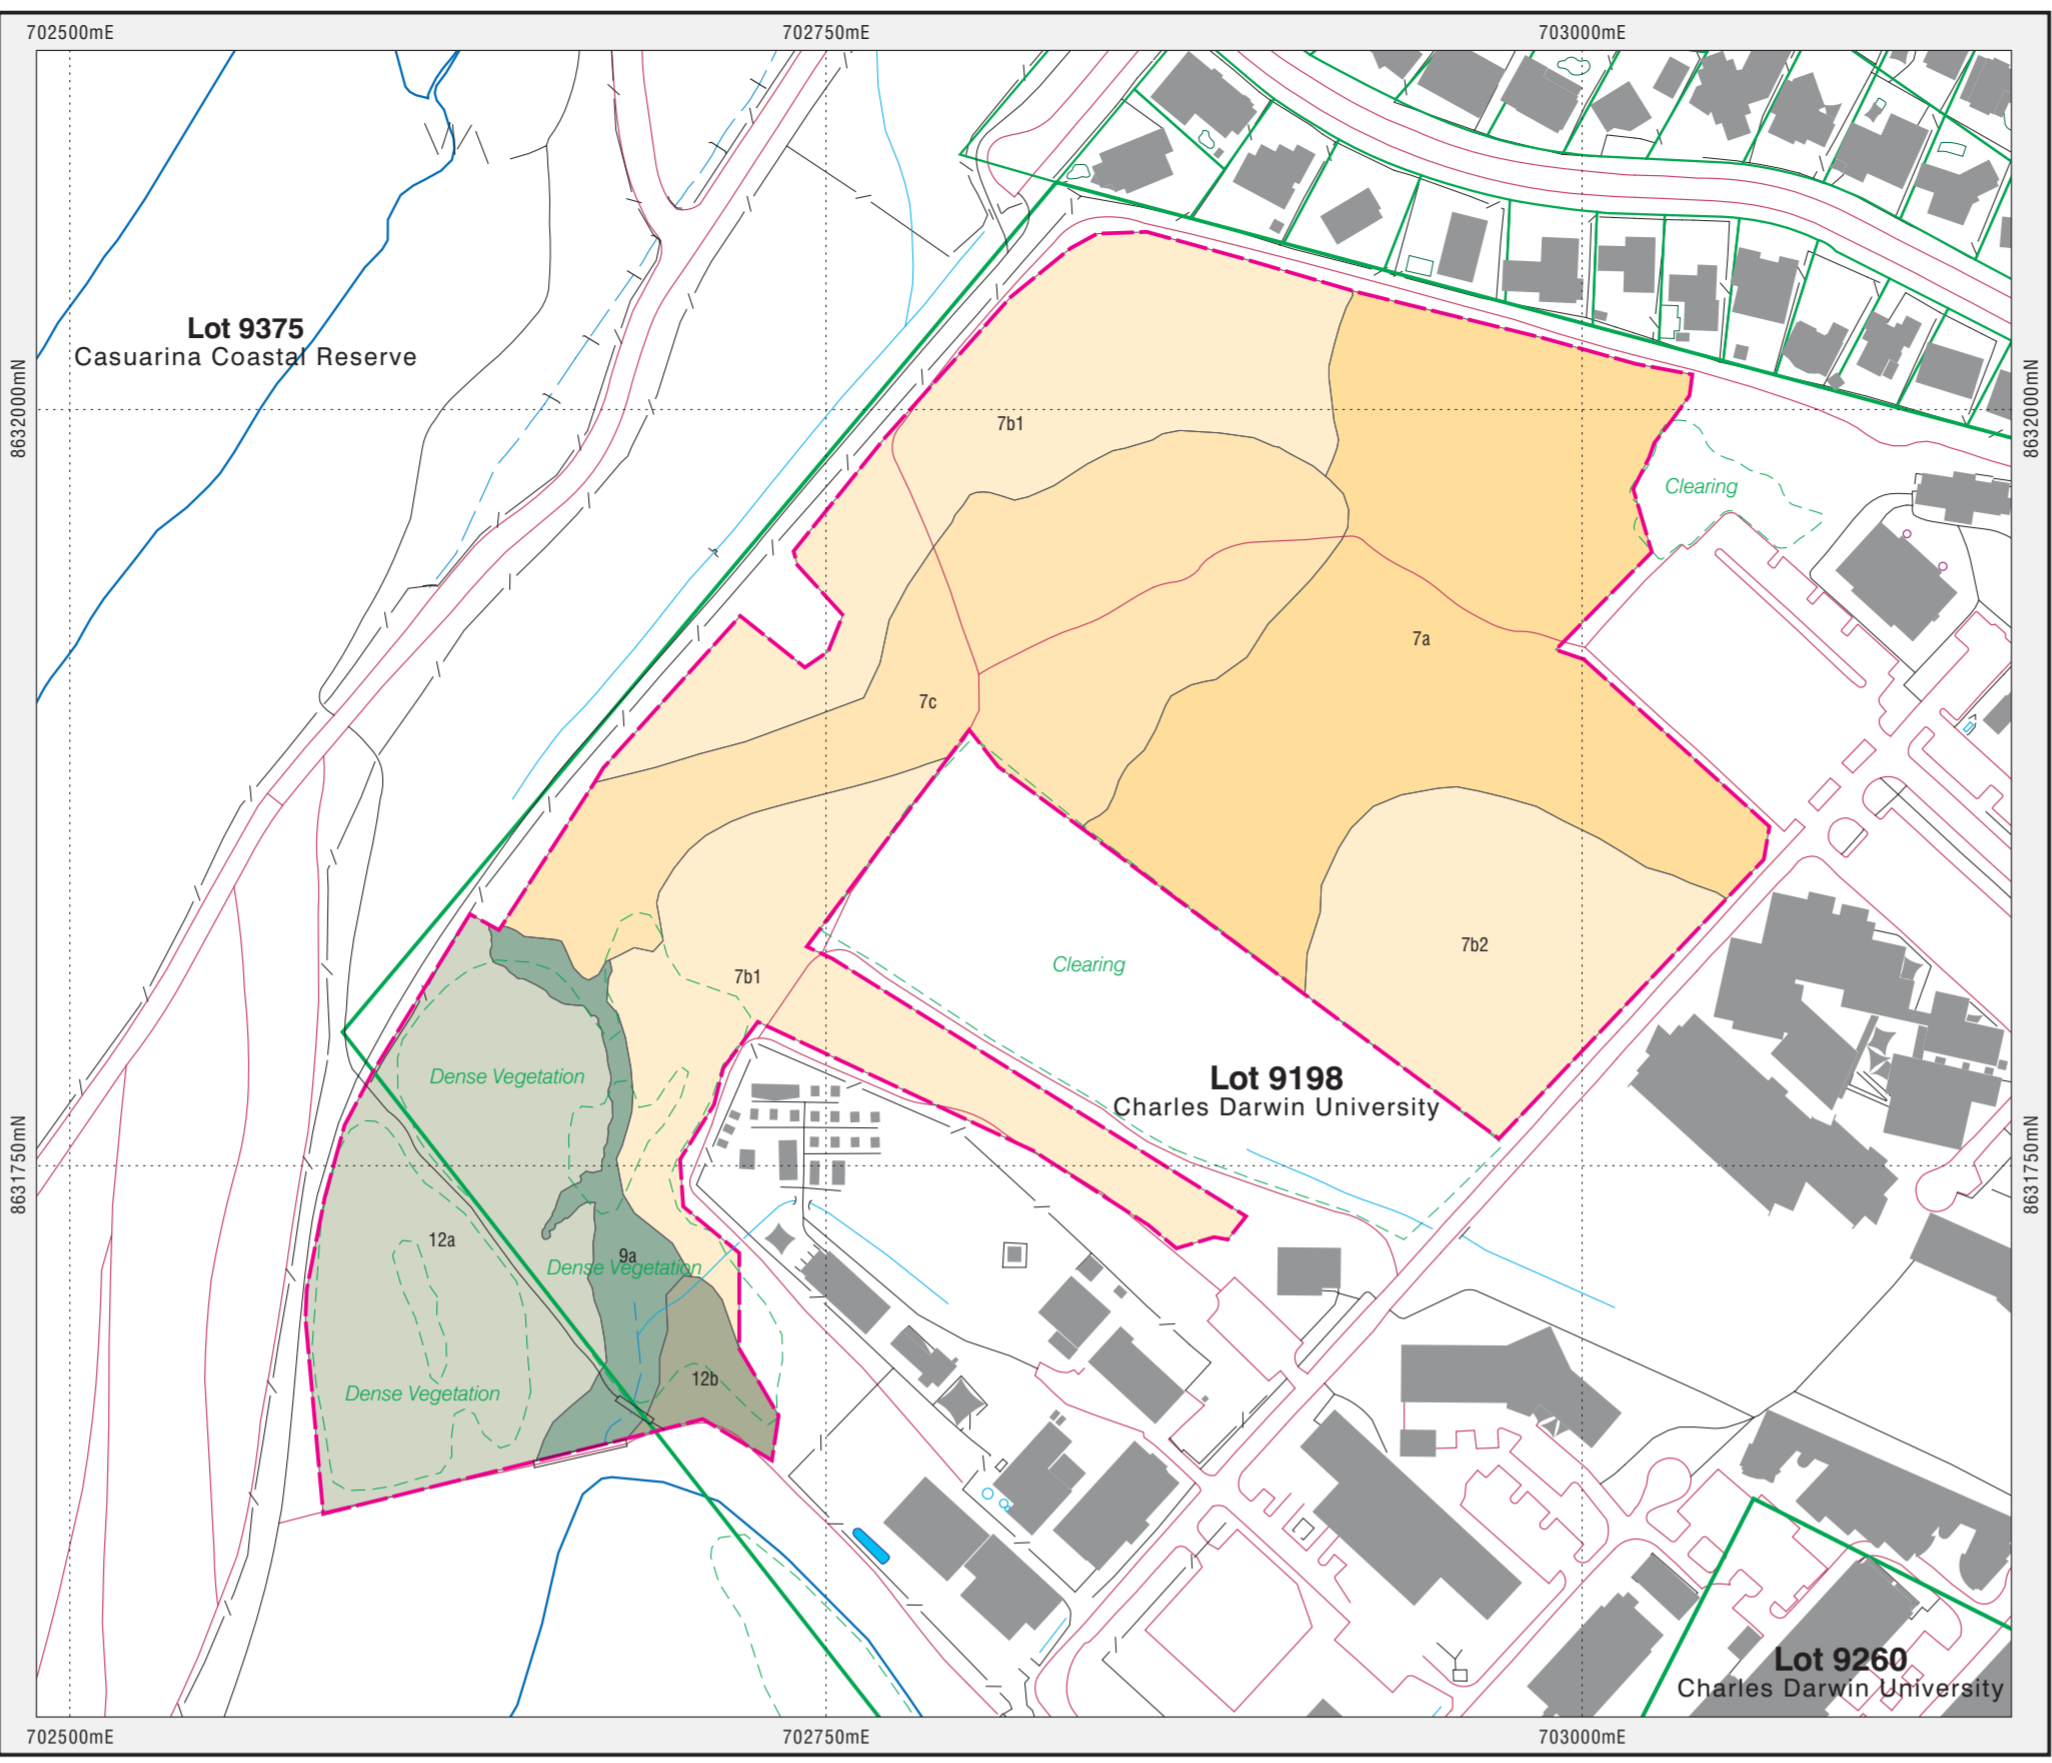 702500mE 702750mE 703000mE
Lot 9375
Casuarina Coastal Reserve
8632000mN
8632000mN
7b1
Clearing
7a
7c
7b2
Clearing
7b1
Dense Vegetation
Lot 9198
Charles Darwin University
8631750mN
8631750mN
12a
9a
Dense Vegetation
12b
Dense Vegetation
Lot 9260
Charles Darwin University
702500mE 702750mE 703000mE